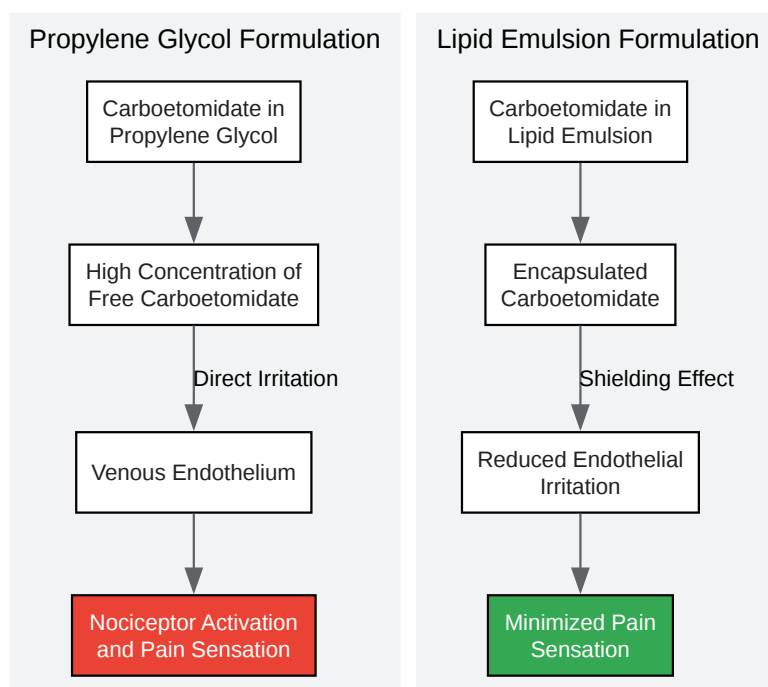 Propylene Glycol Formulation
Carboetomidate in
Propylene Glycol
High Concentration of
Free Carboetomidate
Direct Irritation
Venous Endothelium
Nociceptor Activation
and Pain Sensation
Lipid Emulsion Formulation
Carboetomidate in
Lipid Emulsion
Encapsulated
Carboetomidate
Shielding Effect
Reduced Endothelial
Irritation
Minimized Pain
Sensation